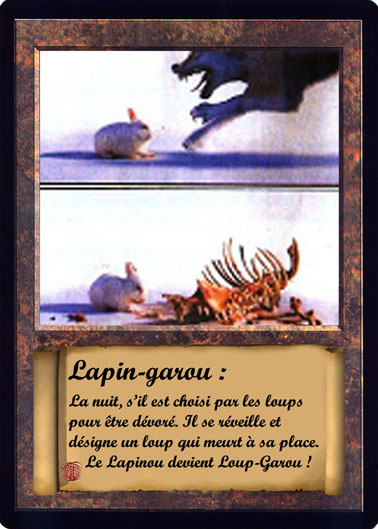 Lapin-garou :
La nuit, s'il est choisi par les loups
pour être dévoré. Il se réveille et
désigne un loup qui meurt à sa place.
Le Lapinou devient Loup-Garou !